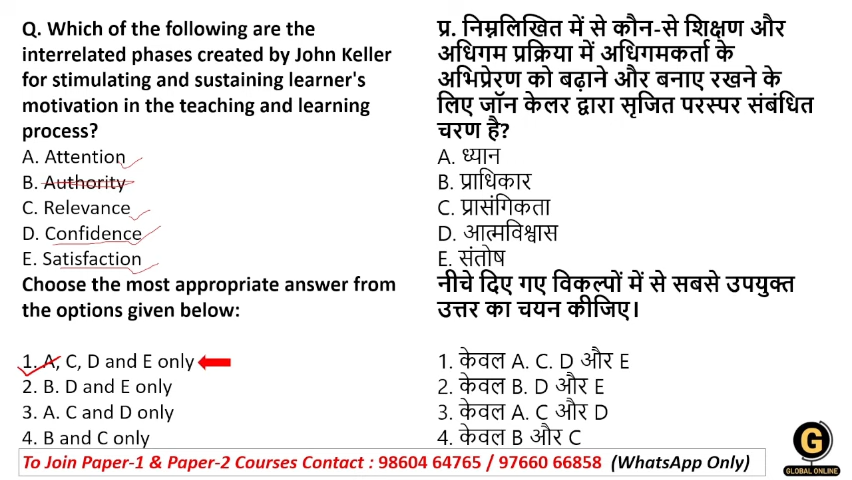 Q. Which of the following are the
interrelated phases created by John Keller
for stimulating and sustaining learner's
motivation in the teaching and learning
process?
A. Attention
B. Authority
C. Relevance
D. Confidence
E. Satisfaction
Choose the most appropriate answer from
the options given below:
1. A, C, D and E only
2. B. D and E only
3. A. C and D only
4. B and C only
प्र. निम्नलिखित में से कौन-से शिक्षण और
अधिगम प्रक्रिया में अधिगमकर्ता के
अभिप्रेरण को बढ़ाने और बनाए रखने के
लिए जॉन केलर द्वारा सृजित परस्पर संबंधित
चरण है?
A. ध्यान
B. प्राधिकार
C. प्रासंगिकता
D. आत्मविश्वास
E. संतोष
नीचे दिए गए विकल्पों में से सबसे उपयुक्त
उत्तर का चयन कीजिए।
1. केवल A. C. D और E
2. केवल B. D और E
3. केवल A. C और D
4. केवल B और C
To Join Paper-1 & Paper-2 Courses Contact : 98604 64765 / 97660 66858 (WhatsApp Only)
G
GLOBAL ONLINE